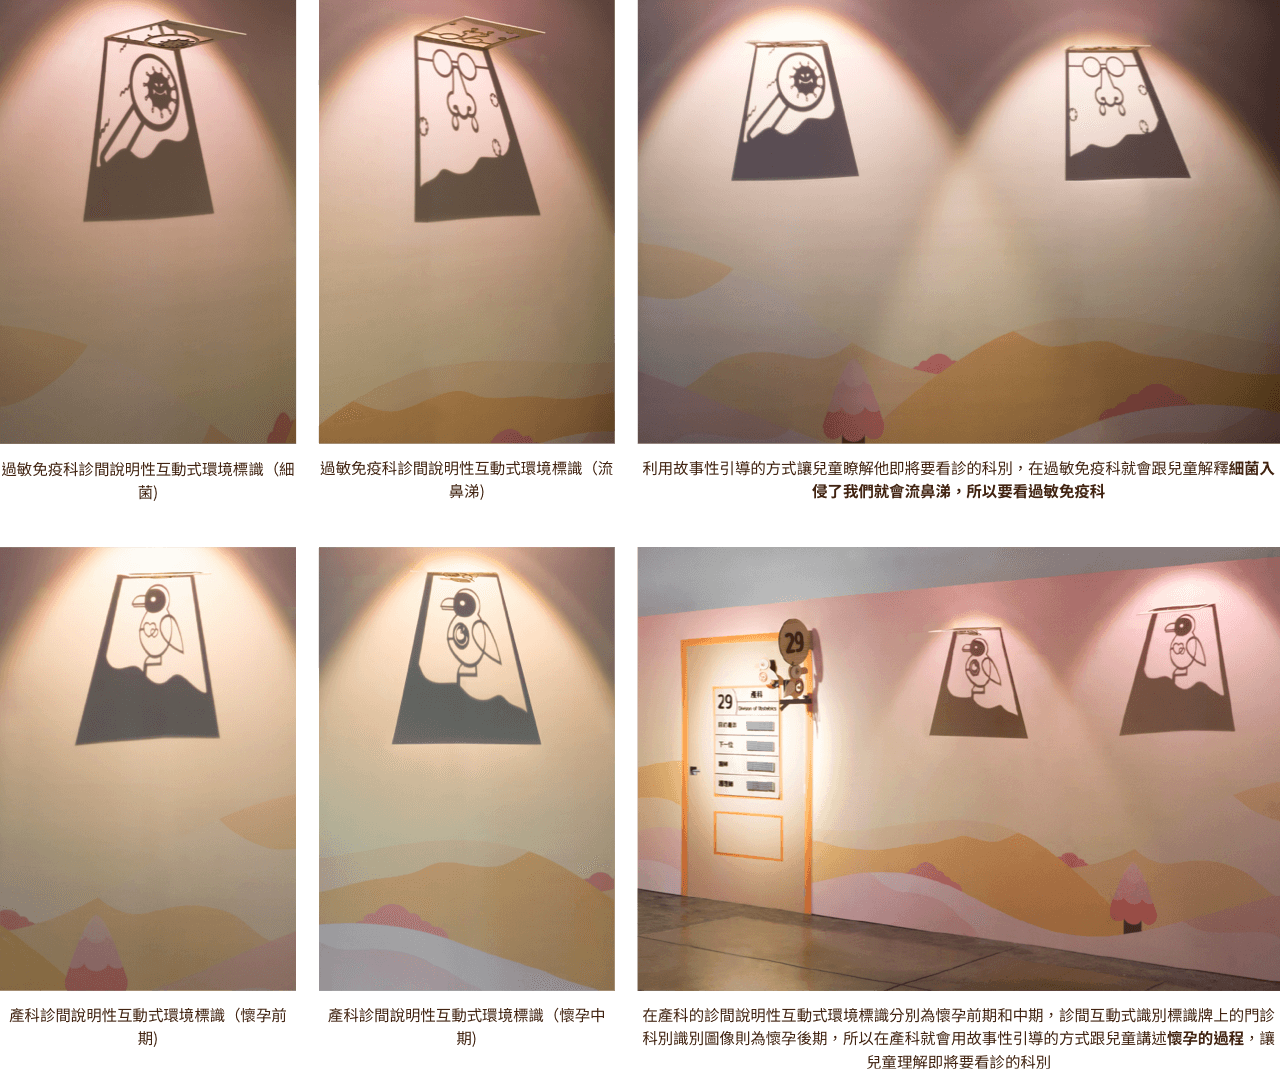 過敏免疫科診間說明性互動式環境標識（細
菌)
過敏免疫科診間說明性互動式環境標識（流
鼻涕)
利用故事性引導的方式讓兒童瞭解他即將要看診的科別，在過敏免疫科就會跟兒童解釋細菌入
侵了我們就會流鼻涕，所以要看過敏免疫科
29
29
產科
Division of Obstetrics
下一位
醫師
產科診間說明性互動式環境標識（懷孕前
期)
產科診間說明性互動式環境標識（懷孕中
期)
在產科的診間說明性互動式環境標識分別為懷孕前期和中期，診間互動式識別標識牌上的門診
科別識別圖像則為懷孕後期，所以在產科就會用故事性引導的方式跟兒童講述懷孕的過程，讓
兒童理解即將要看診的科別